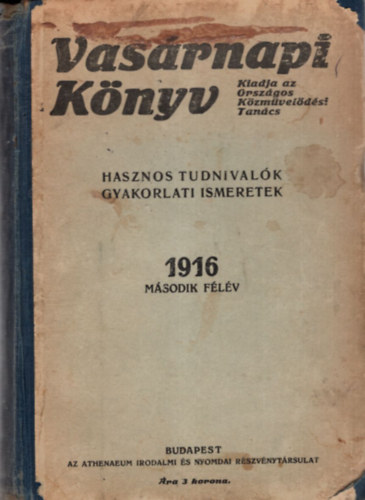 Vasárnapi
Könyv
Kiadja az
Országos
Közmüvelödési
Tanács
HASZNOS TUDNIVALÓK
GYAKORLATI ISMERETEK
1916
MÁSODIK FÉLÉV
BUDAPEST
AZ ATHENAEUM IRODALMI ÉS NYOMDAI RÉSZVÉNYTÁRSULAT
Ára 3 korona.